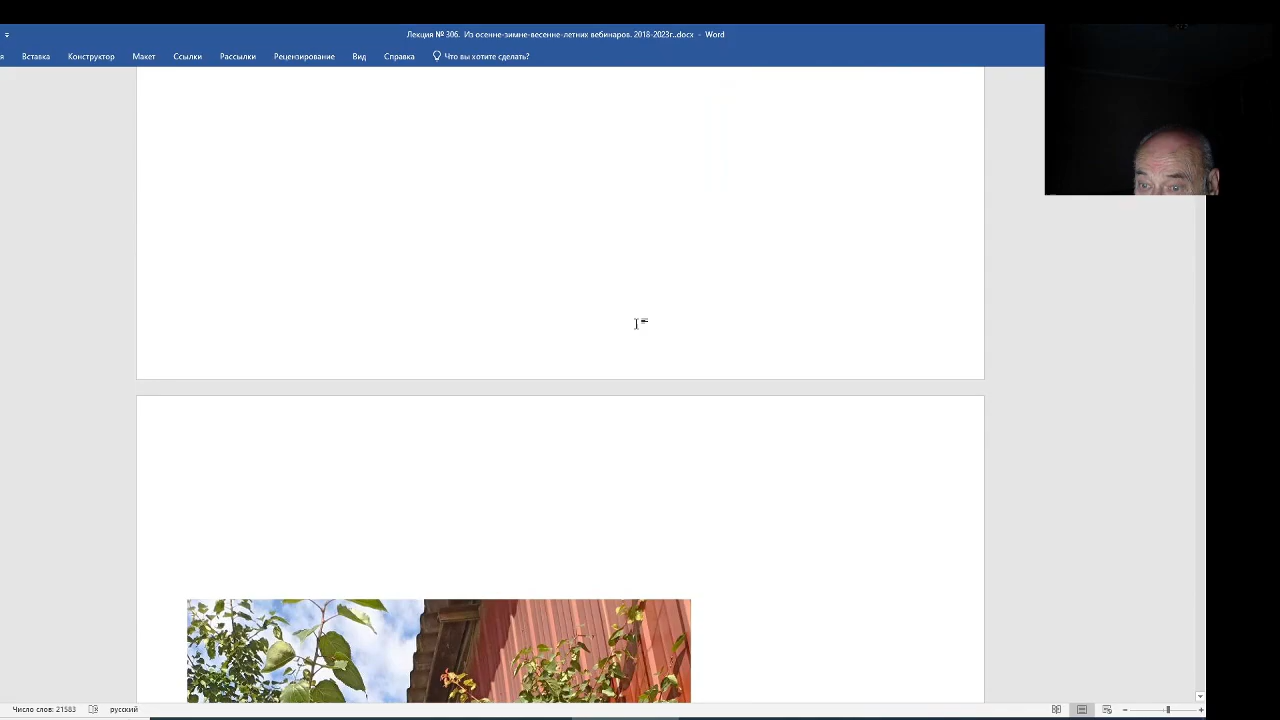 Лекция № 306. Из осенне-зимне-весенне-летних вебинаров. 2018-2023г..docx - Word
я Вставка Конструктор Макет Ссылки Рассылки Рецензирование Вид Справка Что вы хотите сделать?
Число слов: 21583 русский